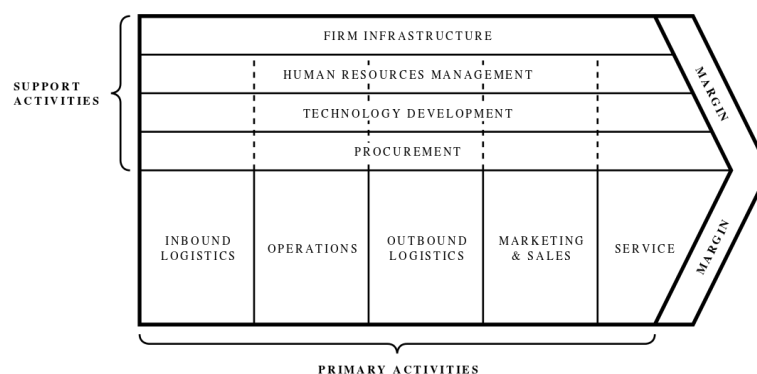 FIRM INFRASTRUCTURE
HUMAN RESOURCES MANAGEMENT
SUPPORT
ACTIVITIES
TECHNOLOGY DEVELOPMENT
PROCUREMENT
MARGIN
INBOUND
LOGISTICS
OPERATIONS
OUTBOUND
LOGISTICS
MARKETING
& SALES
SERVICE
MARGIN
PRIMARY ACTIVITIES